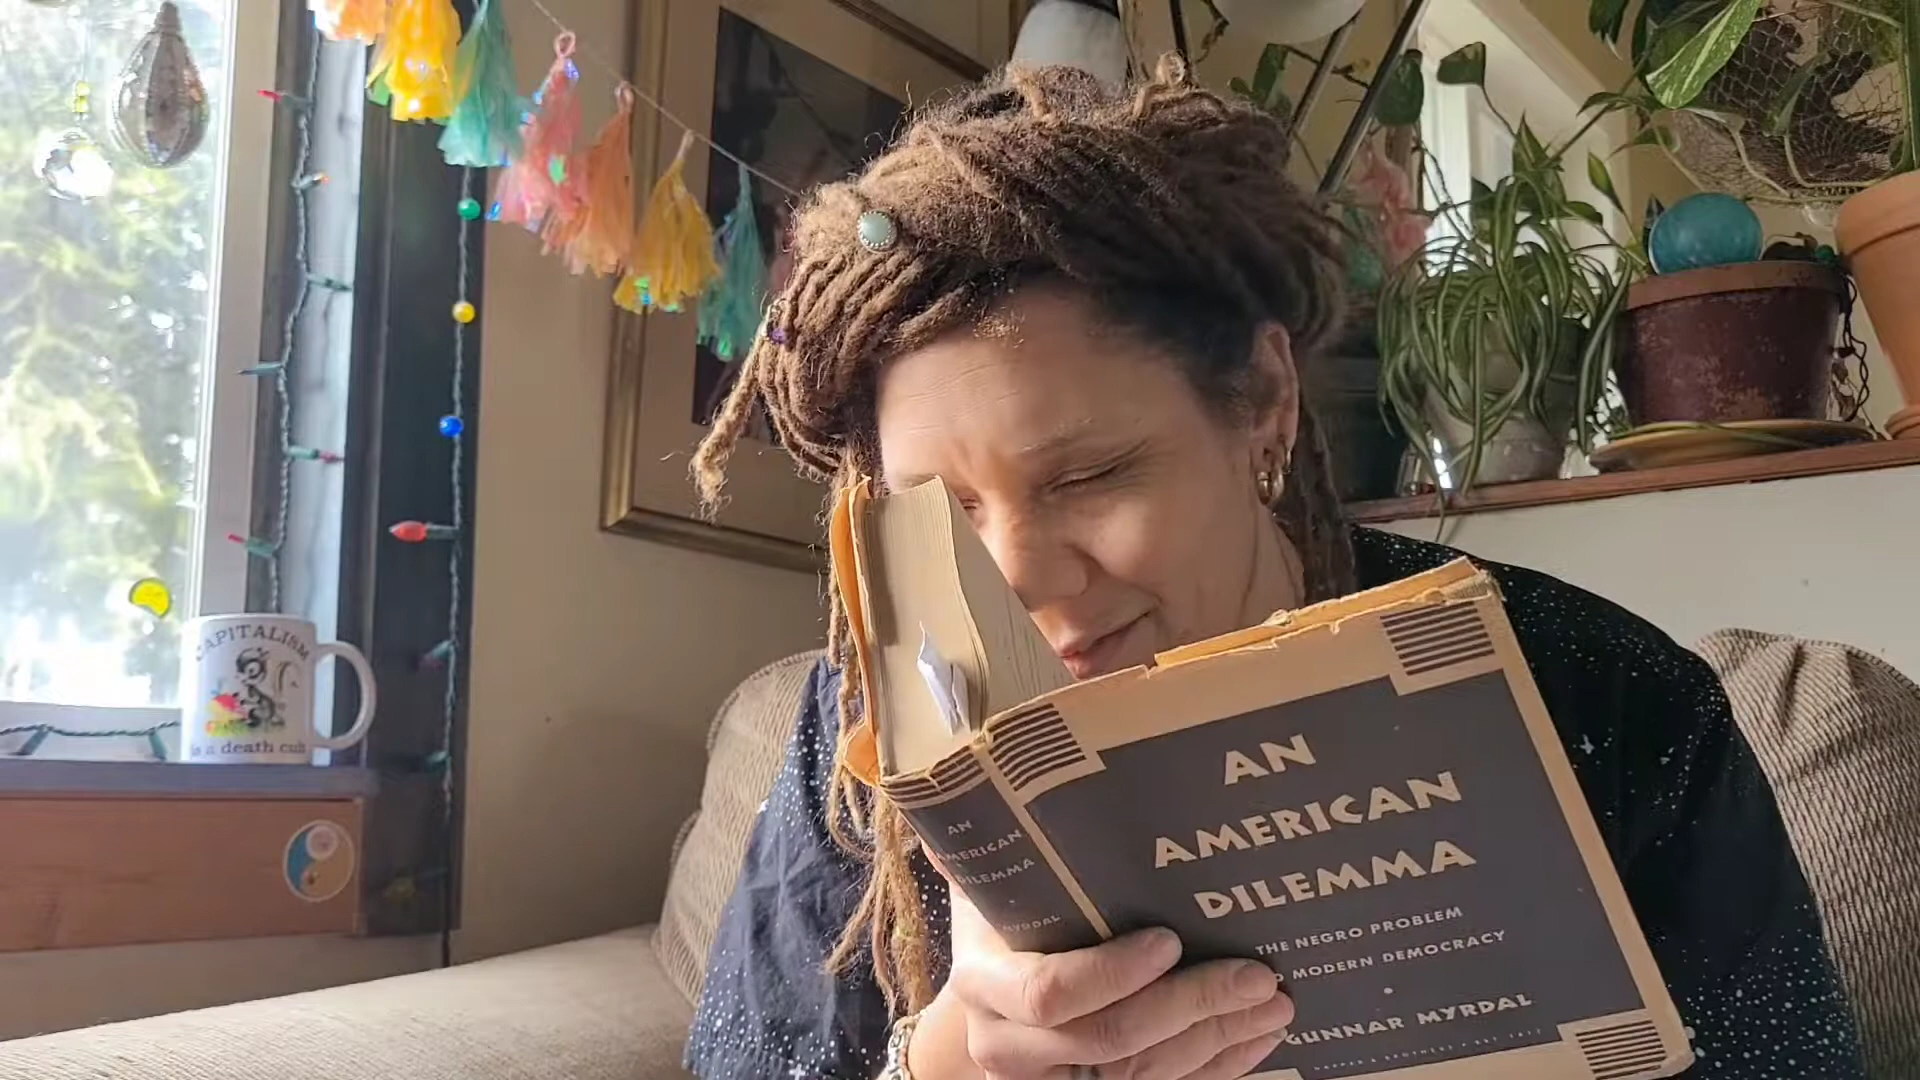 CAPITALISM
is a death cult
AN
AMERICAN
DILEMMA
MYRDAL
AN
AMERICAN
DILEMMA
THE NEGRO PROBLEM
MODERN DEMOCRACY
GUNNAR MYRDAL